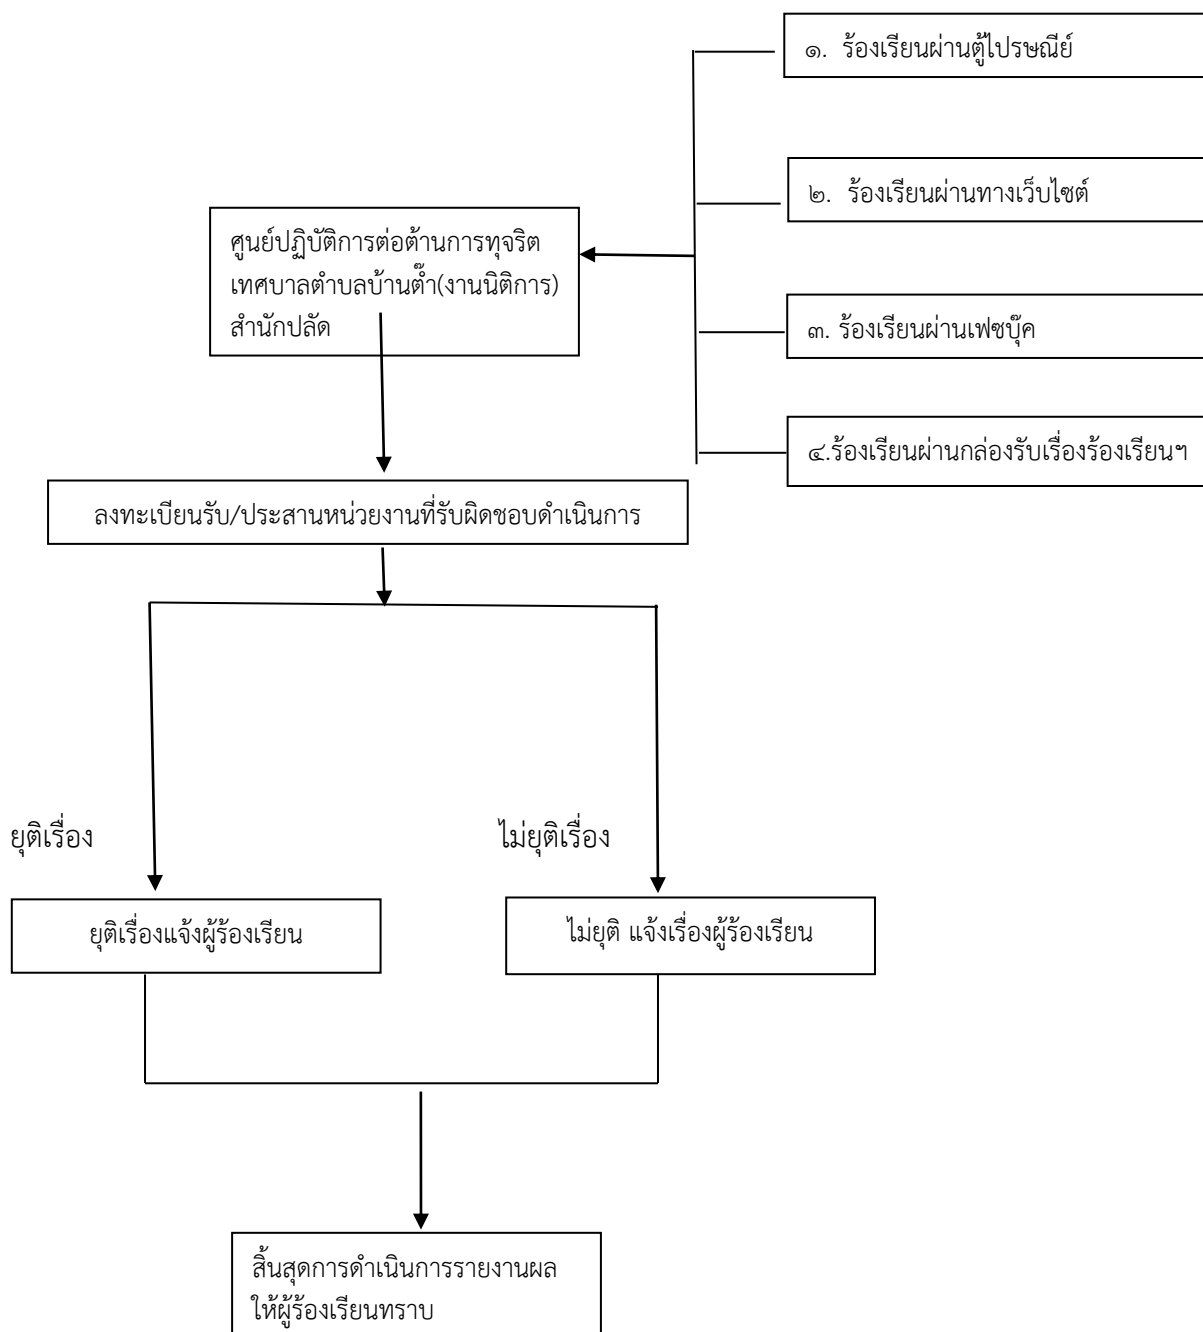 ๑. ร้องเรียนผ่านตู้ไปรษณีย์
๒. ร้องเรียนผ่านทางเว็บไซต์
ศูนย์ปฏิบัติการต่อต้านการทุจริต
เทศบาลตำบลบ้านต๊ำ(งานนิติการ)
สำนักปลัด
๓. ร้องเรียนผ่านเฟซบุ๊ค
๔.ร้องเรียนผ่านกล่องรับเรื่องร้องเรียนฯ
ลงทะเบียนรับ/ประสานหน่วยงานที่รับผิดชอบดำเนินการ
ยุติเรื่อง
ไม่ยุติเรื่อง
ยุติเรื่องแจ้งผู้ร้องเรียน
ไม่ยุติ แจ้งเรื่องผู้ร้องเรียน
สิ้นสุดการดำเนินการรายงานผล
ให้ผู้ร้องเรียนทราบ